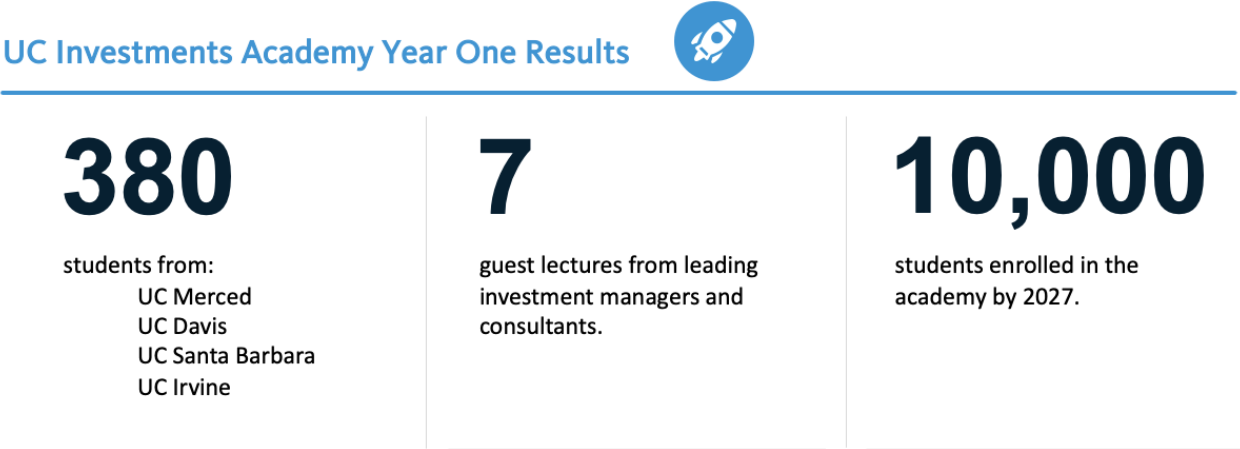 UC Investments Academy Year One Results
380
students from:
UC Merced
UC Davis
UC Santa Barbara
UC Irvine
7
guest lectures from leading
investment managers and
consultants.
10,000
students enrolled in the
academy by 2027.